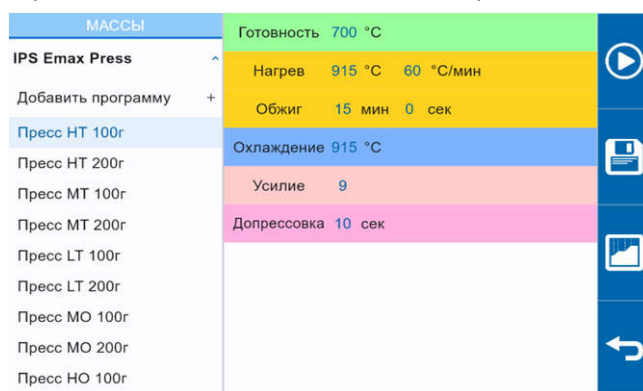 МАССЫ
IPS Emax Press
Добавить программу +
Пресс HT 100г
Пресс HT 200г
Пресс MT 100г
Пресс MT 200г
Пресс LT 100г
Пресс LT 200г
Пресс MO 100г
Пресс MO 200г
Пресс HO 100г
Готовность 700 °C
Нагрев 915 °C 60 °C/мин
Обжиг 15 мин 0 сек
Охлаждение 915 °C
Усилие 9
Допрессовка 10 сек